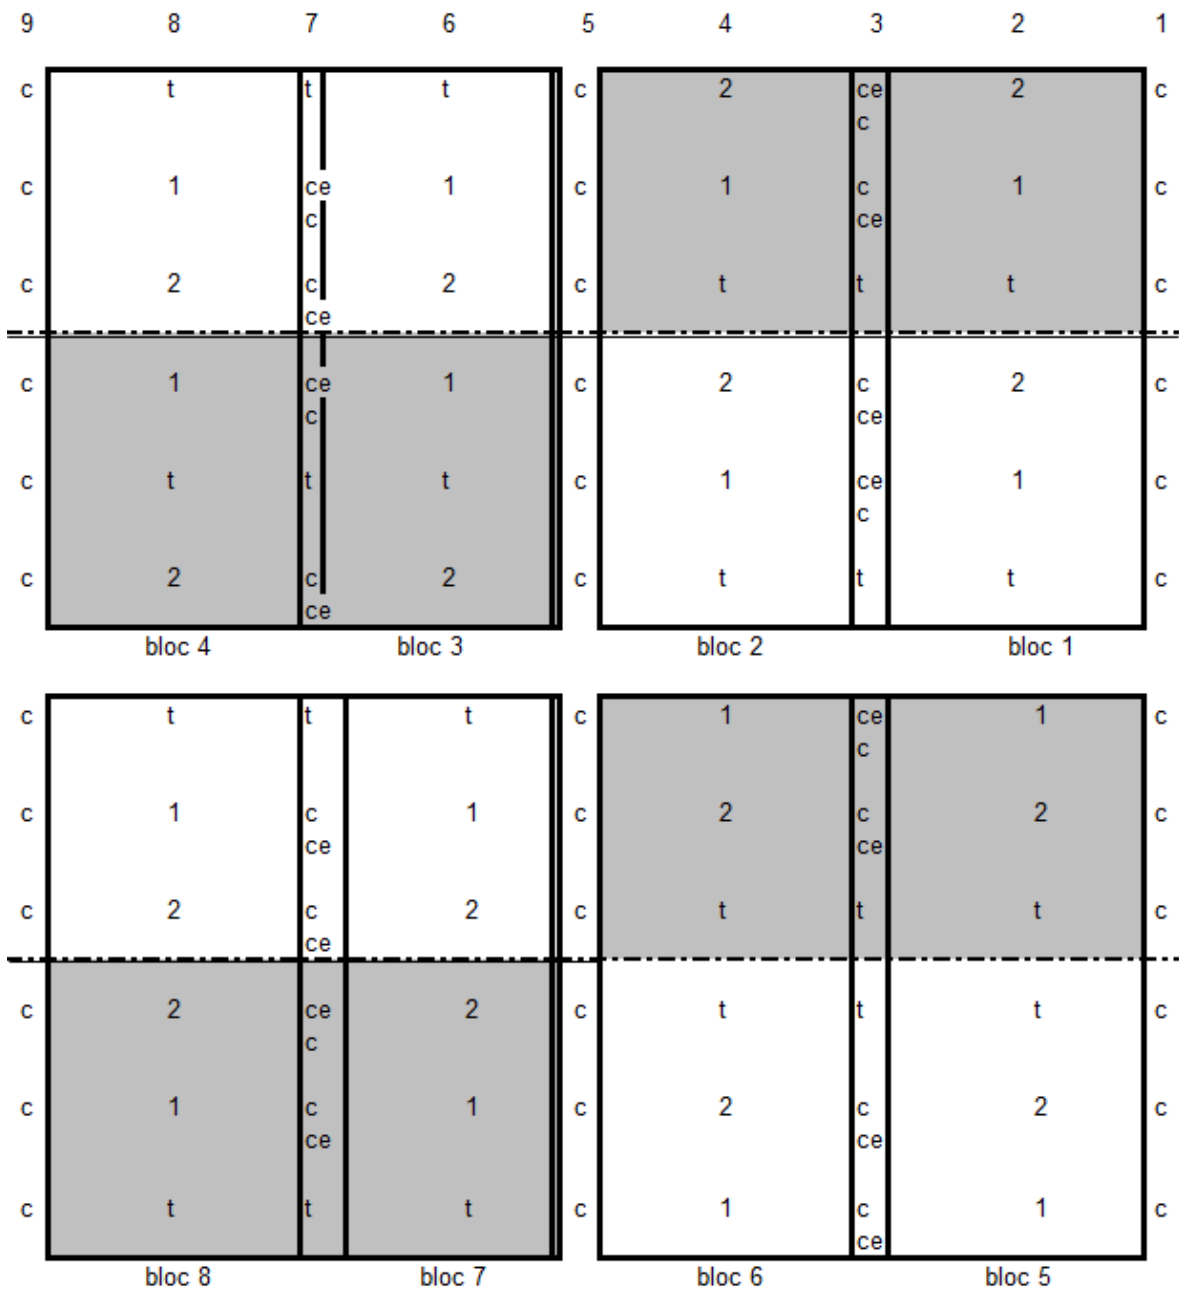 9 8 7 6 5 4 3 2 1
c t t t c 2 ce 2 c
c
c 1 ce 1 c 1 c 1 c
c ce
c 2 c 2 c t t t c
ce
c 1 ce 1 c 2 c 2 c
c ce
c t t t c 1 ce 1 c
c
c 2 c 2 c t t t c
ce
bloc 4 bloc 3 bloc 2 bloc 1
c t t t c 1 ce 1 c
c
c 1 c 1 c 2 c 2 c
ce ce
c 2 c 2 c t t t c
ce
c 2 ce 2 c t t t c
c
c 1 c 1 c 2 c 2 c
ce ce
c t t t c 1 c 1 c
ce
bloc 8 bloc 7 bloc 6 bloc 5